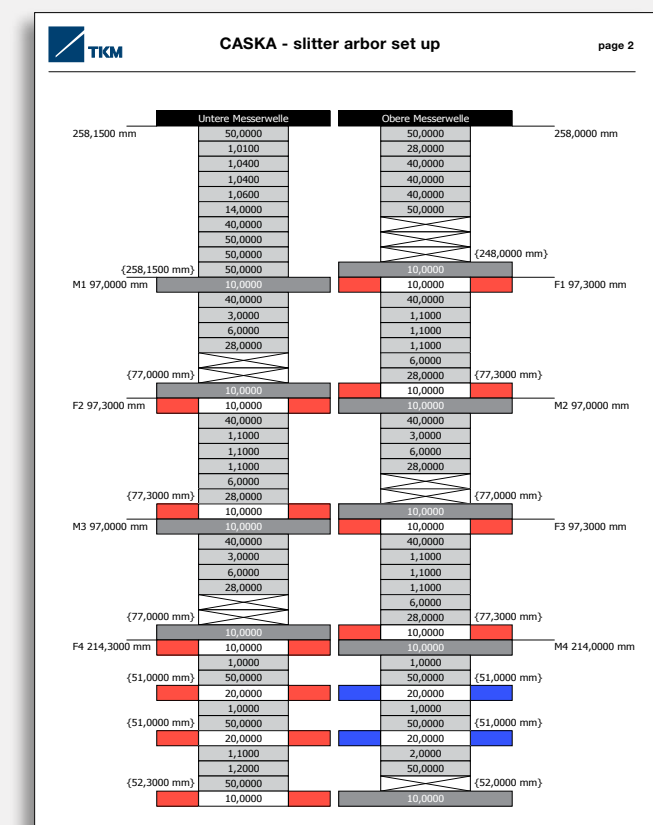 TKM
CASKA - slitter arbor set up
page 2
Untere Messerwelle
Obere Messerwelle
258,1500 mm
50,0000
50,0000
258,0000 mm
1,0100
28,0000
1,0400
40,0000
1,0400
40,0000
1,0600
40,0000
14,0000
50,0000
40,0000
50,0000
50,0000
{248,0000 mm}
{258,1500 mm}
50,0000
10,0000
M1 97,0000 mm
10,0000
10,0000
F1 97,3000 mm
40,0000
40,0000
3,0000
1,1000
6,0000
1,1000
28,0000
1,1000
6,0000
{77,0000 mm}
28,0000
{77,3000 mm}
10,0000
10,0000
F2 97,3000 mm
10,0000
10,0000
M2 97,0000 mm
40,0000
40,0000
1,1000
3,0000
1,1000
6,0000
1,1000
28,0000
6,0000
{77,3000 mm}
28,0000
{77,0000 mm}
10,0000
10,0000
M3 97,0000 mm
10,0000
10,0000
F3 97,3000 mm
40,0000
40,0000
3,0000
1,1000
6,0000
1,1000
28,0000
1,1000
6,0000
{77,0000 mm}
28,0000
{77,3000 mm}
10,0000
10,0000
F4 214,3000 mm
10,0000
10,0000
M4 214,0000 mm
1,0000
1,0000
{51,0000 mm}
50,0000
50,0000
{51,0000 mm}
20,0000
20,0000
1,0000
1,0000
{51,0000 mm}
50,0000
50,0000
{51,0000 mm}
20,0000
20,0000
1,1000
2,0000
1,2000
50,0000
{52,3000 mm}
50,0000
{52,0000 mm}
10,0000
10,0000